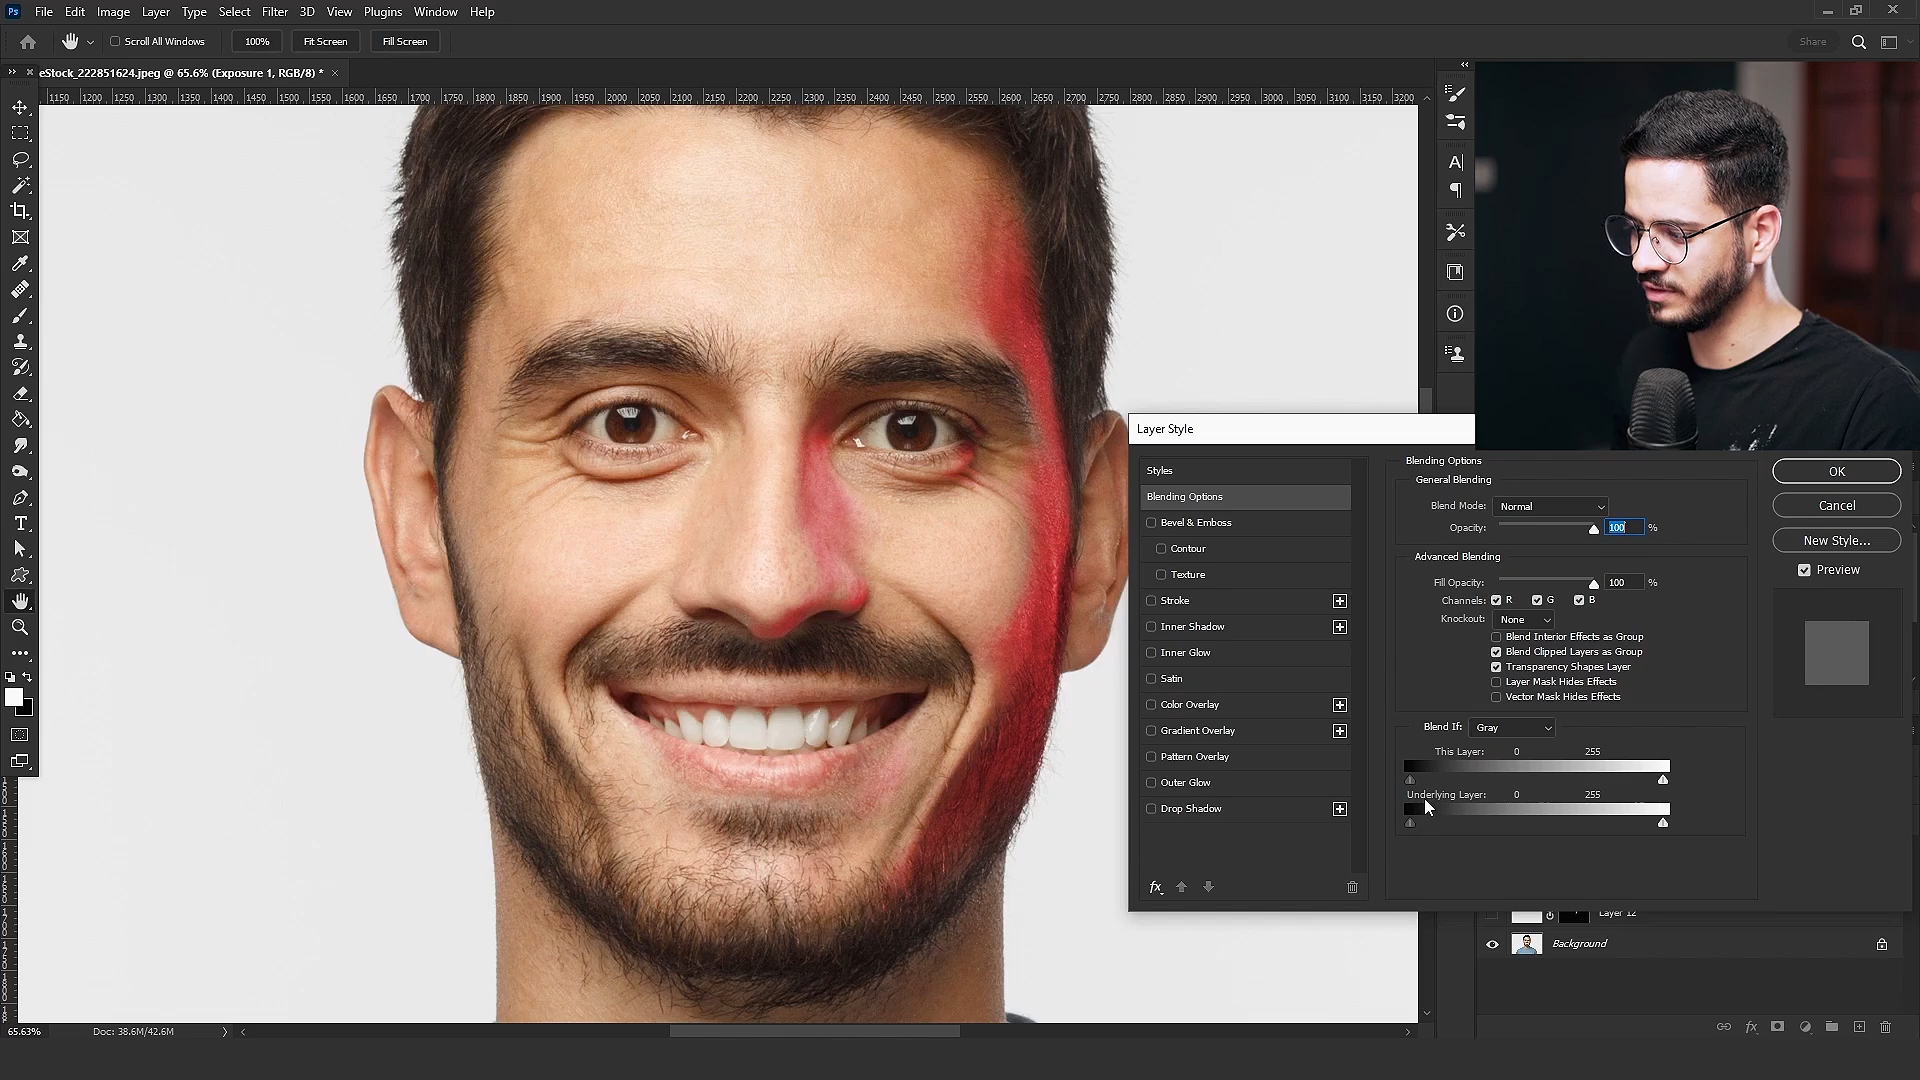 Ps File Edit Image Layer Type Select Filter 3D View Plugins Window Help
Scroll All Windows 100% Fit Screen Fill Screen Share
eStock_222851624.jpeg @ 65.6% (Exposure 1, RGB/8) * ×
1150 1200 1250 1300 1350 1400 1450 1500 1550 1600 1650 1700 1750 1800 1850 1900 1950 2000 2050 2100 2150 2200 2250 2300 2350 2400 2450 2500 2550 2600 2650 2700 2750 2800 2850 2900 2950 3000 3050 3100 3150 3200
Layer Style
Styles
Blending Options
Bevel & Emboss
Contour
Texture
Stroke
Inner Shadow
Inner Glow
Satin
Color Overlay
Gradient Overlay
Pattern Overlay
Outer Glow
Drop Shadow
fx
Blending Options
General Blending
Blend Mode: Normal
Opacity: 100 %
Advanced Blending
Fill Opacity: 100 %
Channels: R G B
Knockout: None
Blend Interior Effects as Group
Blend Clipped Layers as Group
Transparency Shapes Layer
Layer Mask Hides Effects
Vector Mask Hides Effects
Blend If: Gray
This Layer: 0 255
Underlying Layer: 0 255
OK
Cancel
New Style...
Preview
Layer 12
Background
65.63% Doc: 38.6M/42.6M